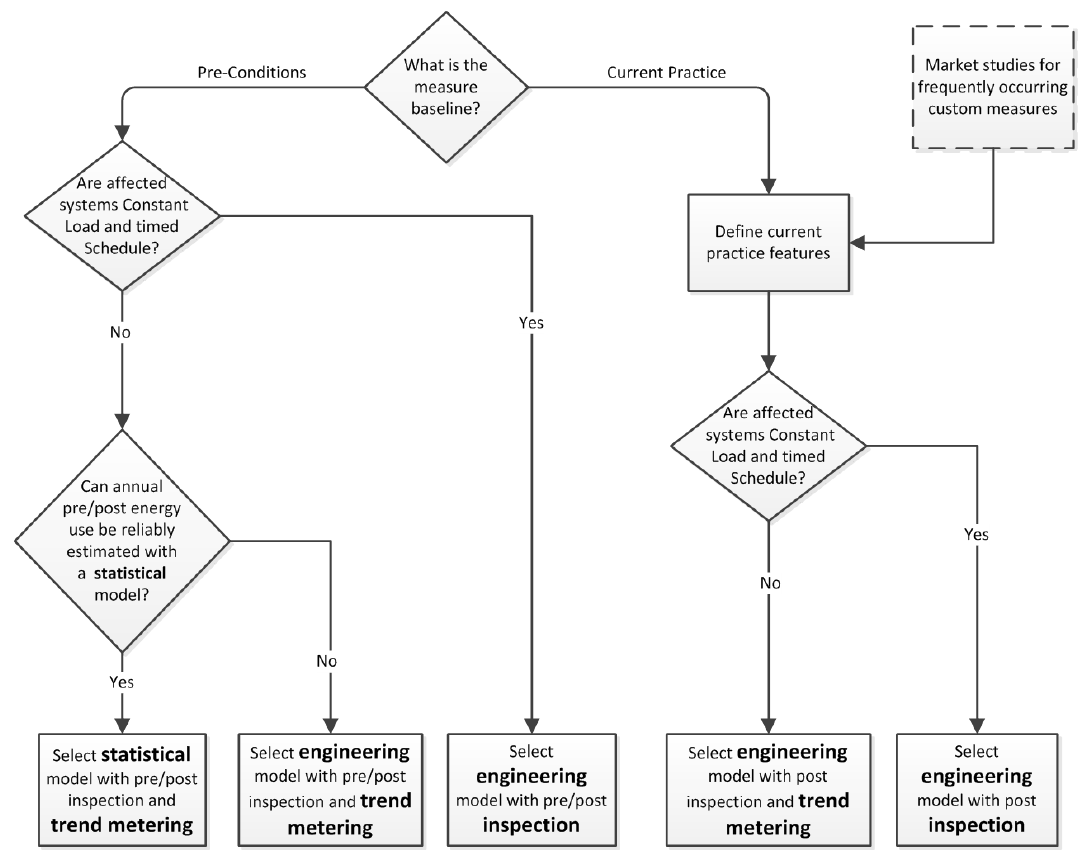 What is the
measure
baseline?
Pre-Conditions
Current Practice
Market studies for
frequently occurring
custom measures
Are affected
systems Constant
Load and timed
Schedule?
Define current
practice features
No
Yes
Are affected
systems Constant
Load and timed
Schedule?
Can annual
pre/post energy
use be reliably
estimated with
a statistical
model?
Yes
No
No
Yes
Select statistical
model with pre/post
inspection and
trend metering
Select engineering
model with pre/post
inspection and trend
metering
Select
engineering
model with pre/post
inspection
Select engineering
model with post
inspection and trend
metering
Select
engineering
model with post
inspection